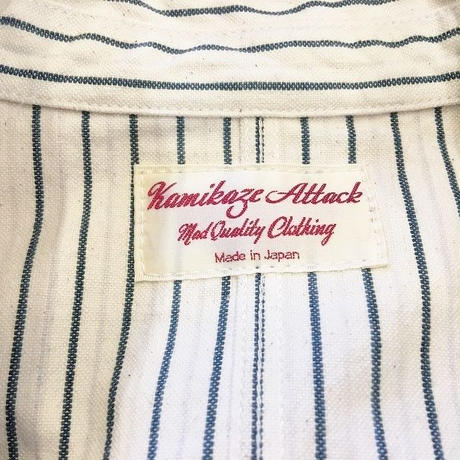 Kamikaze Attack
Mad Quality Clothing
Made in Japan